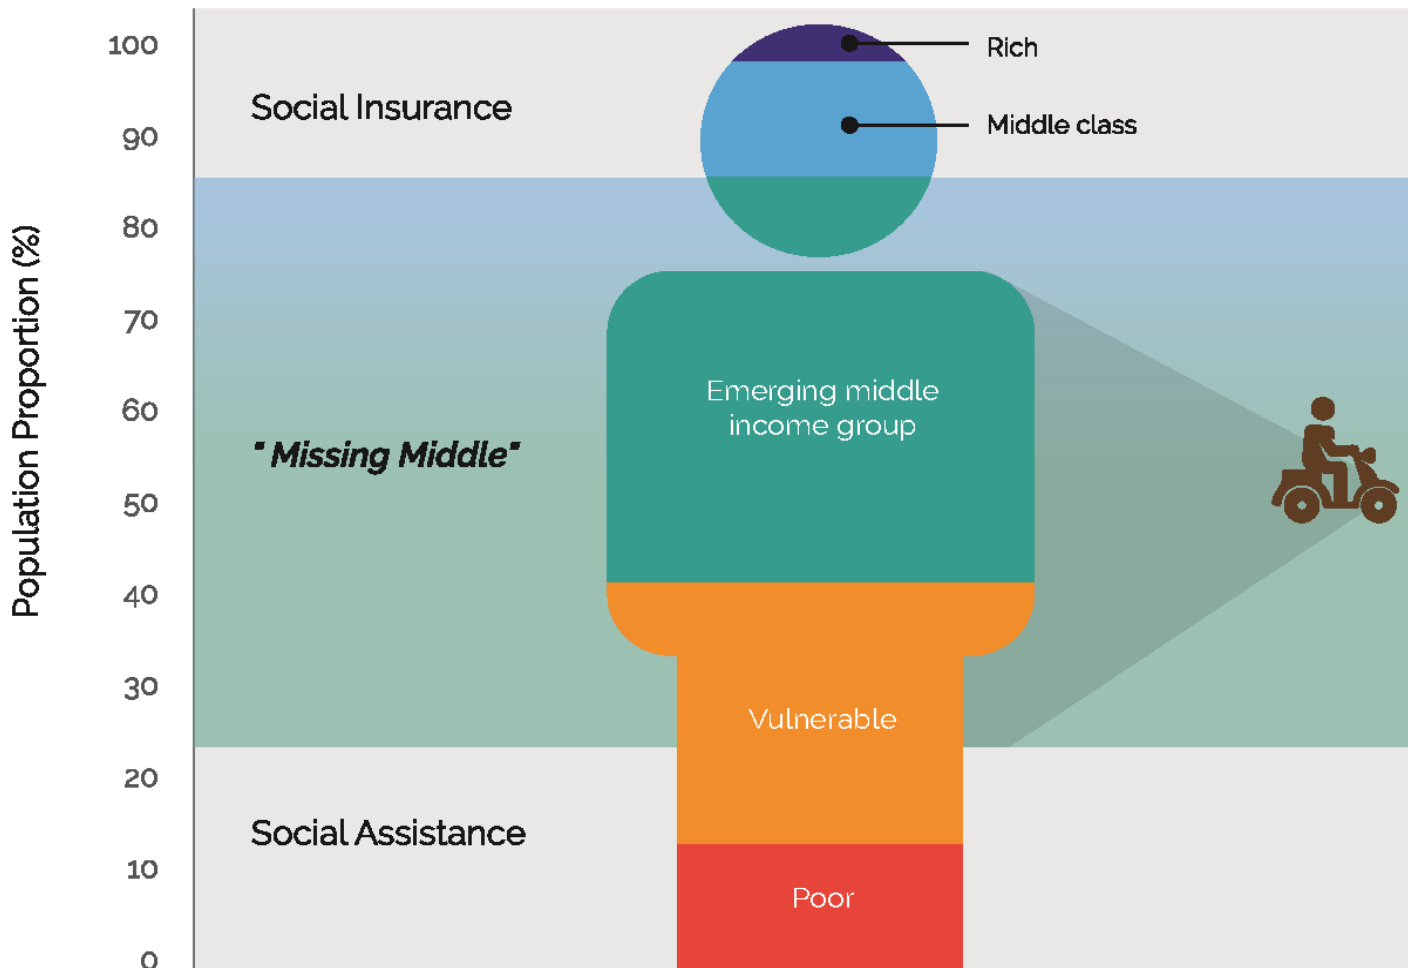 Population Proportion (%)
100
90
80
70
60
50
40
30
20
10
0
Social Insurance
"Missing Middle"
Social Assistance
Rich
Middle class
Emerging middle
income group
Vulnerable
Poor